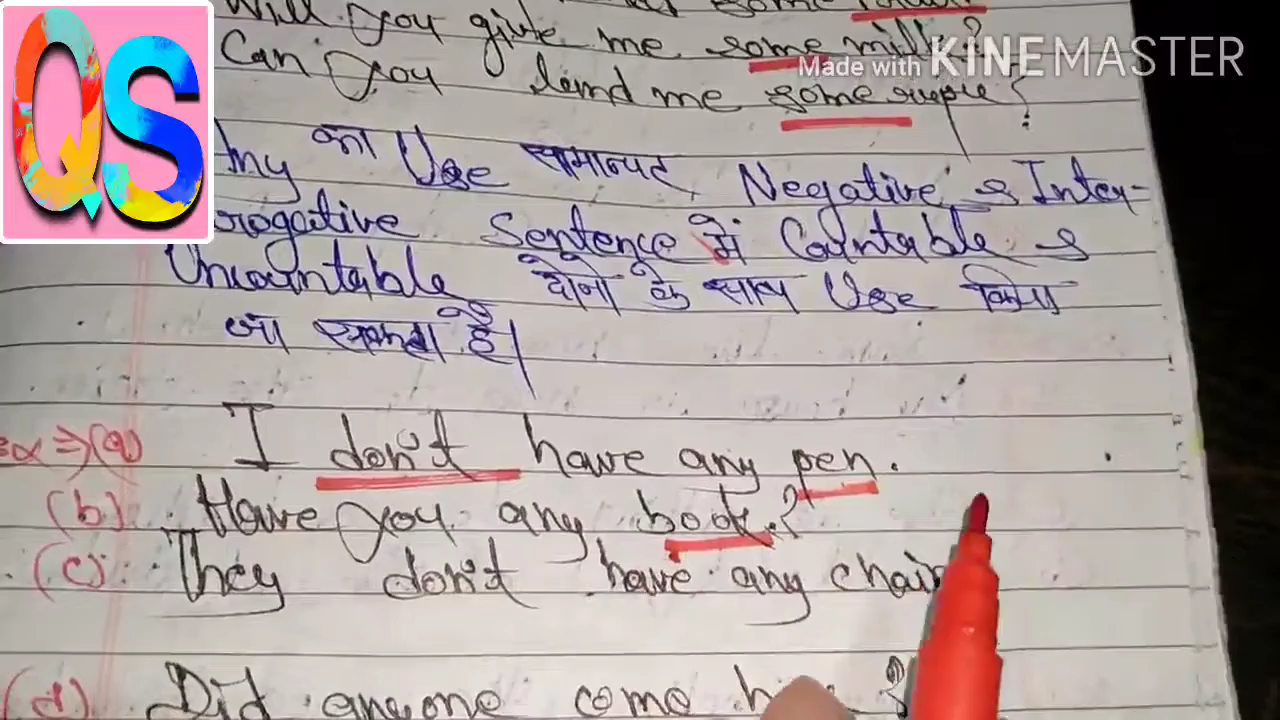 some
Will you give me some milk?
Can you lend me some rupie?
QS
Made with KINEMASTER
Any का Use सामान्यतः Negative & Inter-
rogative Sentence में Countable &
Uncountable दोनो के साथ Use किया
जा सकता है।
ex ⇒ (a) I don't have any pen.
(b) Have you any book.?
(c) They don't have any chair
(d) Did anyone come